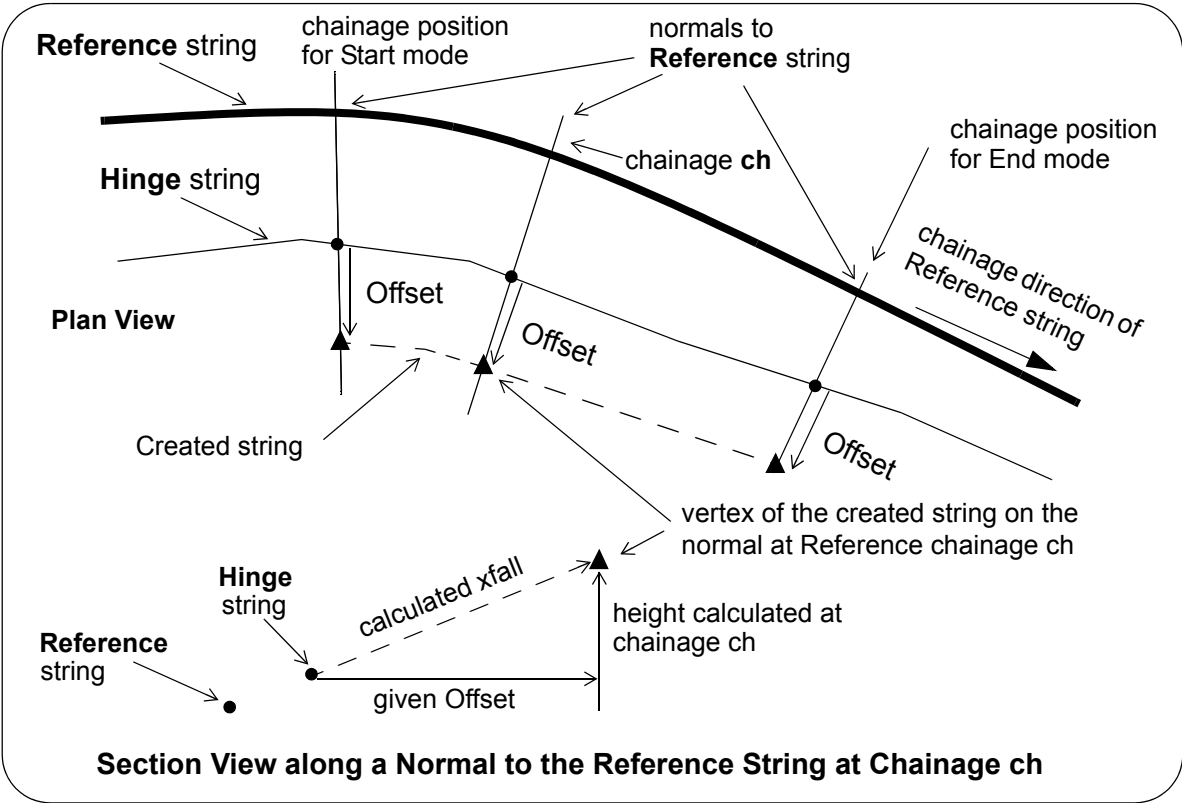 Reference string
chainage position
for Start mode
normals to
Reference string
chainage ch
chainage position
for End mode
Hinge string
chainage direction of
Reference string
Offset
Plan View
Offset
Created string
Offset
vertex of the created string on the
normal at Reference chainage ch
Hinge
string
calculated xfall
height calculated at
chainage ch
Reference
string
given Offset
Section View along a Normal to the Reference String at Chainage ch